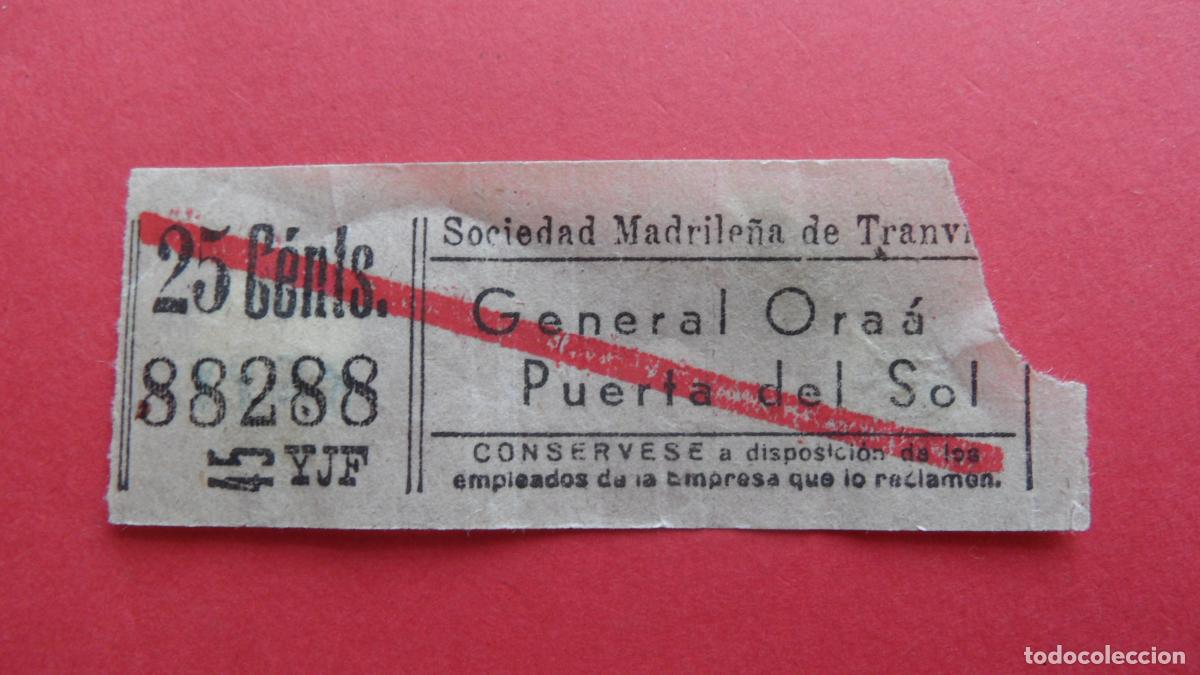 25 Cénts.
88288
45 YJF
Sociedad Madrileña de Tranvi
General Oraá
Puerta del Sol
CONSERVESE a disposición de los
empleados de la Empresa que lo reclamen.
todocoleccion